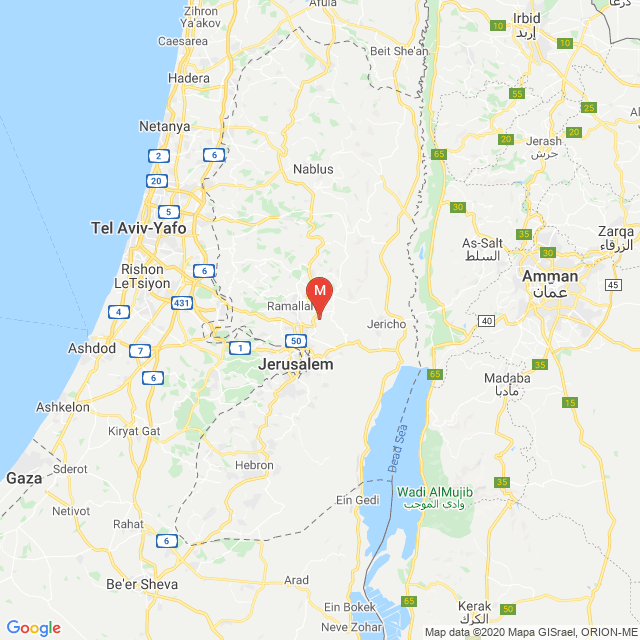 Zihron
Ya'akov
Afula
Irbid
إربد
10
10
Caesarea
Beit She'an
65
Hadera
55
25
Netanya
20
Jerash
جرش
20
2
6
65
20
Nablus
5
30
Tel Aviv-Yafo
35
Zarqa
الزرقاء
As-Salt
السلط
30
Rishon
LeTsiyon
6
Amman
عمان
45
M
431
Ramallah
4
Jericho
40
50
Ashdod
7
1
35
Jerusalem
65
6
Madaba
مأدبا
15
Ashkelon
Kiryat Gat
Dead Sea
Hebron
Gaza
Sderot
Wadi AlMujib
وادي الموجب
35
Netivot
Ein Gedi
Rahat
6
Be'er Sheva
Arad
65
Ein Bokek
Neve Zohar
Kerak
الكرك
50
Google
Map data ©2020 Mapa GISrael, ORION-ME